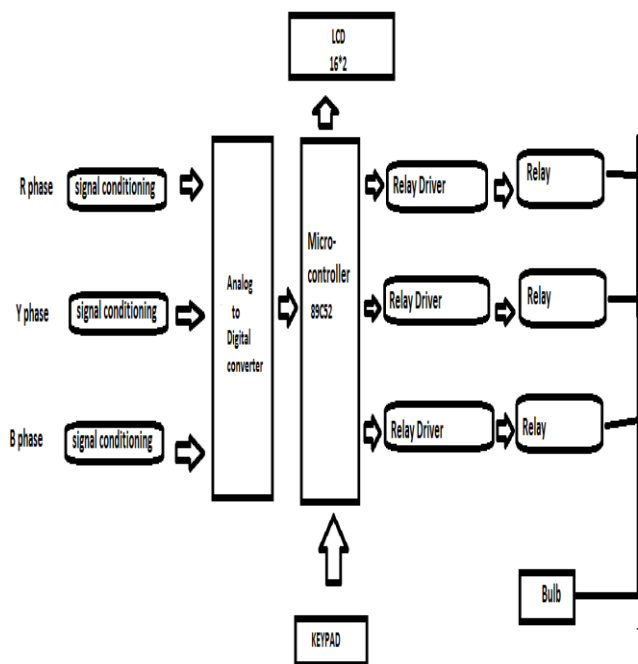 LCD
16*2
R phase
signal conditioning
Relay Driver
Relay
Y phase
signal conditioning
Analog
to
Digital
converter
Micro-
controller
89C52
Relay Driver
Relay
B phase
signal conditioning
Relay Driver
Relay
Bulb
KEYPAD